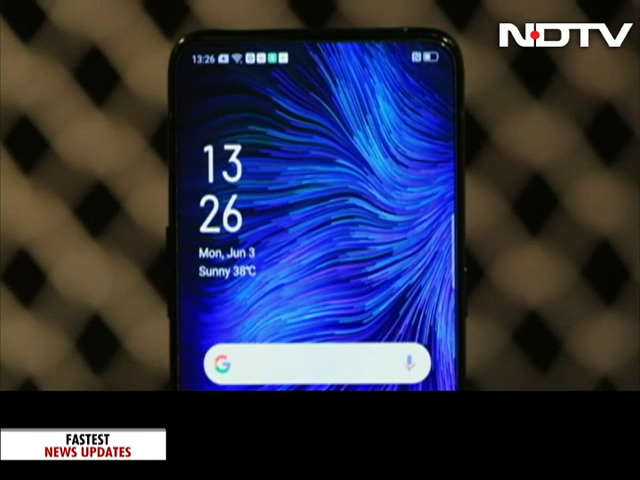 NDTV
13:26
13
26
Mon, Jun 3
Sunny 38℃
G
FASTEST
NEWS UPDATES